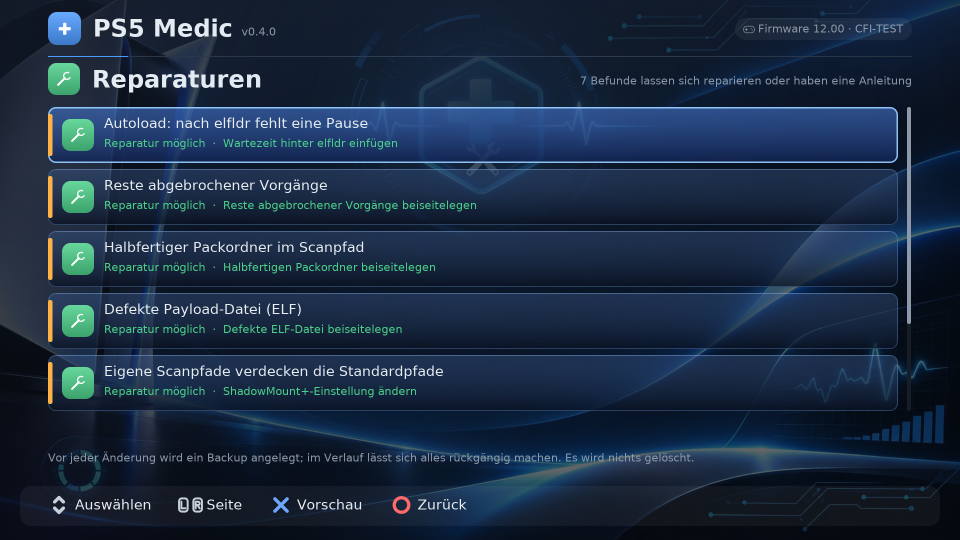 PS5 Medic v0.4.0
Firmware 12.00 · CFI-TEST
Reparaturen
7 Befunde lassen sich reparieren oder haben eine Anleitung
Autoload: nach elfldr fehlt eine Pause
Reparatur möglich · Wartezeit hinter elfldr einfügen
Reste abgebrochener Vorgänge
Reparatur möglich · Reste abgebrochener Vorgänge beiseitelegen
Halbfertiger Packordner im Scanpfad
Reparatur möglich · Halbfertigen Packordner beiseitelegen
Defekte Payload-Datei (ELF)
Reparatur möglich · Defekte ELF-Datei beiseitelegen
Eigene Scanpfade verdecken die Standardpfade
Reparatur möglich · ShadowMount+-Einstellung ändern
Vor jeder Änderung wird ein Backup angelegt; im Verlauf lässt sich alles rückgängig machen. Es wird nichts gelöscht.
Auswählen L R Seite Vorschau Zurück